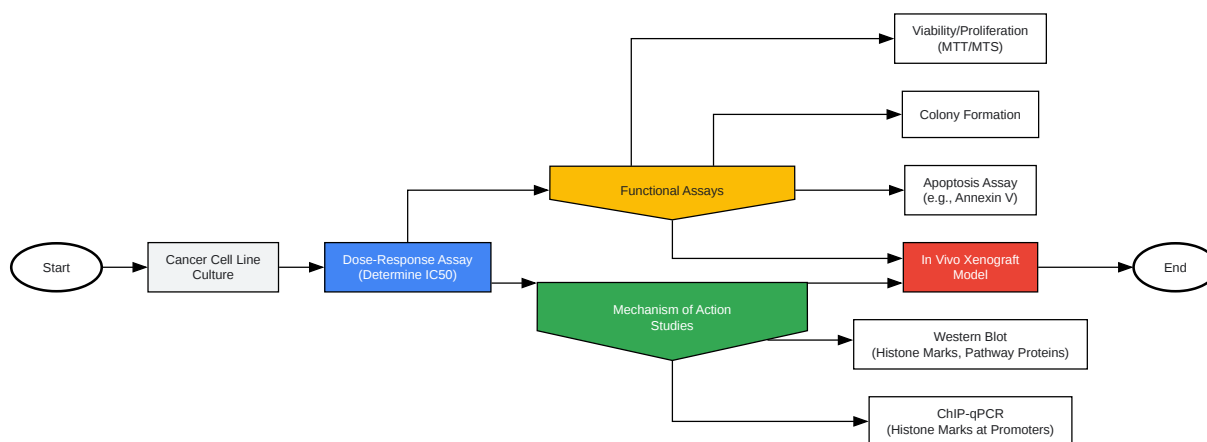 Viability/Proliferation
(MTT/MTS)
Colony Formation
Functional Assays
Apoptosis Assay
(e.g., Annexin V)
Start
Cancer Cell Line
Culture
Dose-Response Assay
(Determine IC50)
In Vivo Xenograft
Model
End
Mechanism of Action
Studies
Western Blot
(Histone Marks, Pathway Proteins)
ChIP-qPCR
(Histone Marks at Promoters)